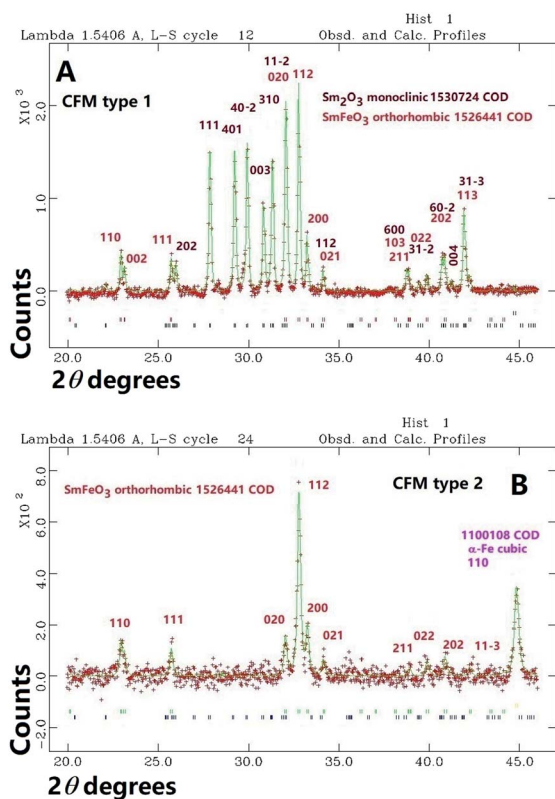 Hist 1
Lambda 1.5406 A, L-S cycle 12 Obsd. and Calc. Profiles
A
CFM type 1
11-2
020 112
40-2 310
111 401
003
Sm2O3 monoclinic 1530724 COD
SmFeO3 orthorhombic 1526441 COD
31-3
113
200
110 002
111 202
112
021
600
103 022
211 31-2
60-2
202
004
X10 3
2.0
1.0
0.0
Counts
20.0 25.0 30.0 35.0 40.0 45.0
2θ degrees
Hist 1
Lambda 1.5406 A, L-S cycle 24 Obsd. and Calc. Profiles
SmFeO3 orthorhombic 1526441 COD
112
CFM type 2 B
1100108 COD
α-Fe cubic
110
110 111 020 200 021
211 022 202 11-3
X10 2
8.0
6.0
4.0
2.0
0.0
-2.0
Counts
20.0 25.0 30.0 35.0 40.0 45.0
2θ degrees